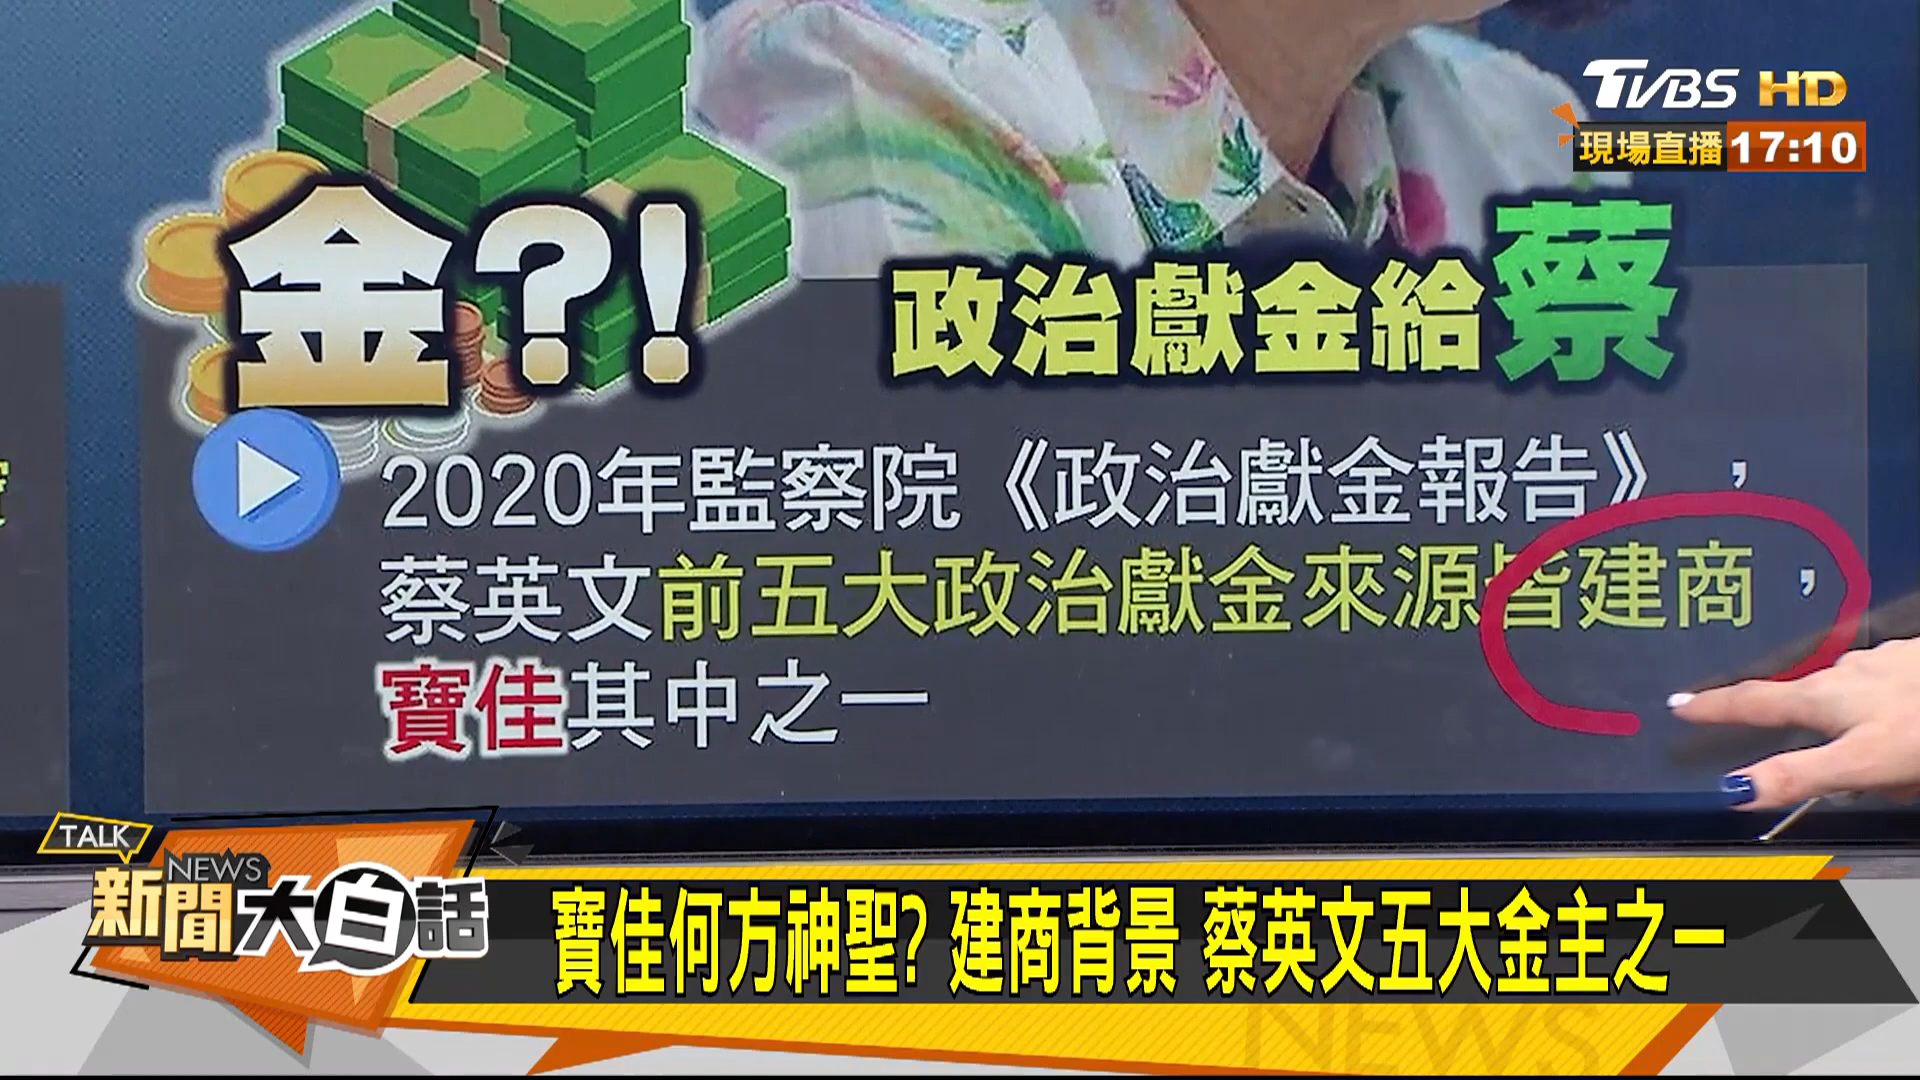 TVBS HD
現場直播 17:10
金?!
政治獻金給蔡
2020年監察院《政治獻金報告》,
蔡英文前五大政治獻金來源皆建商,
寶佳其中之一
TALK
NEWS
新聞大白話
寶佳何方神聖? 建商背景 蔡英文五大金主之一
NEWS